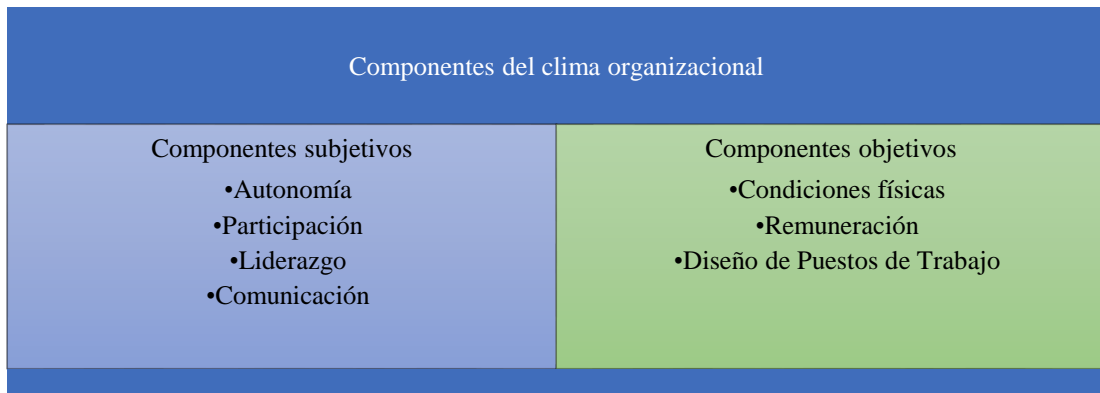 Componentes del clima organizacional
Componentes subjetivos
•Autonomía
•Participación
•Liderazgo
•Comunicación
Componentes objetivos
•Condiciones físicas
•Remuneración
•Diseño de Puestos de Trabajo